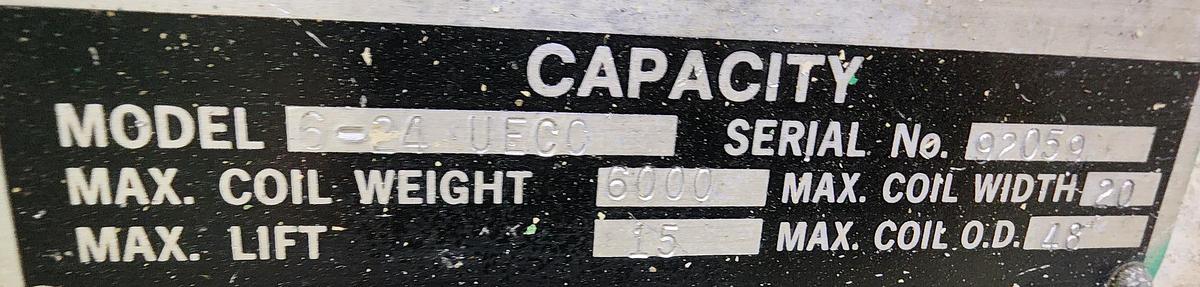 CAPACITY
MODEL 6-24 UECC SERIAL No. 92059
MAX. COIL WEIGHT 6000 MAX. COIL WIDTH 20
MAX. LIFT 15 MAX. COIL O.D. 48